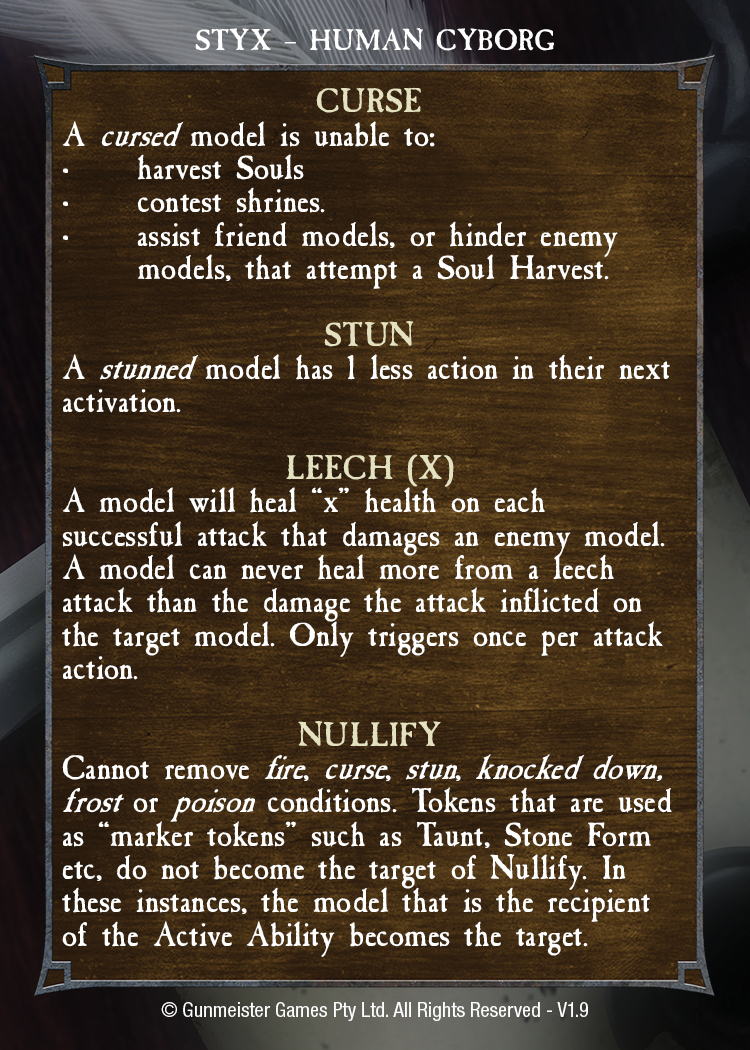 STYX – HUMAN CYBORG
CURSE
A cursed model is unable to:
· harvest Souls
· contest shrines.
· assist friend models, or hinder enemy
models, that attempt a Soul Harvest.
STUN
A stunned model has 1 less action in their next
activation.
LEECH (X)
A model will heal “x” health on each
successful attack that damages an enemy model.
A model can never heal more from a leech
attack than the damage the attack inflicted on
the target model. Only triggers once per attack
action.
NULLIFY
Cannot remove fire, curse, stun, knocked down,
frost or poison conditions. Tokens that are used
as “marker tokens” such as Taunt, Stone Form
etc, do not become the target of Nullify. In
these instances, the model that is the recipient
of the Active Ability becomes the target.
© Gunmeister Games Pty Ltd. All Rights Reserved - V1.9